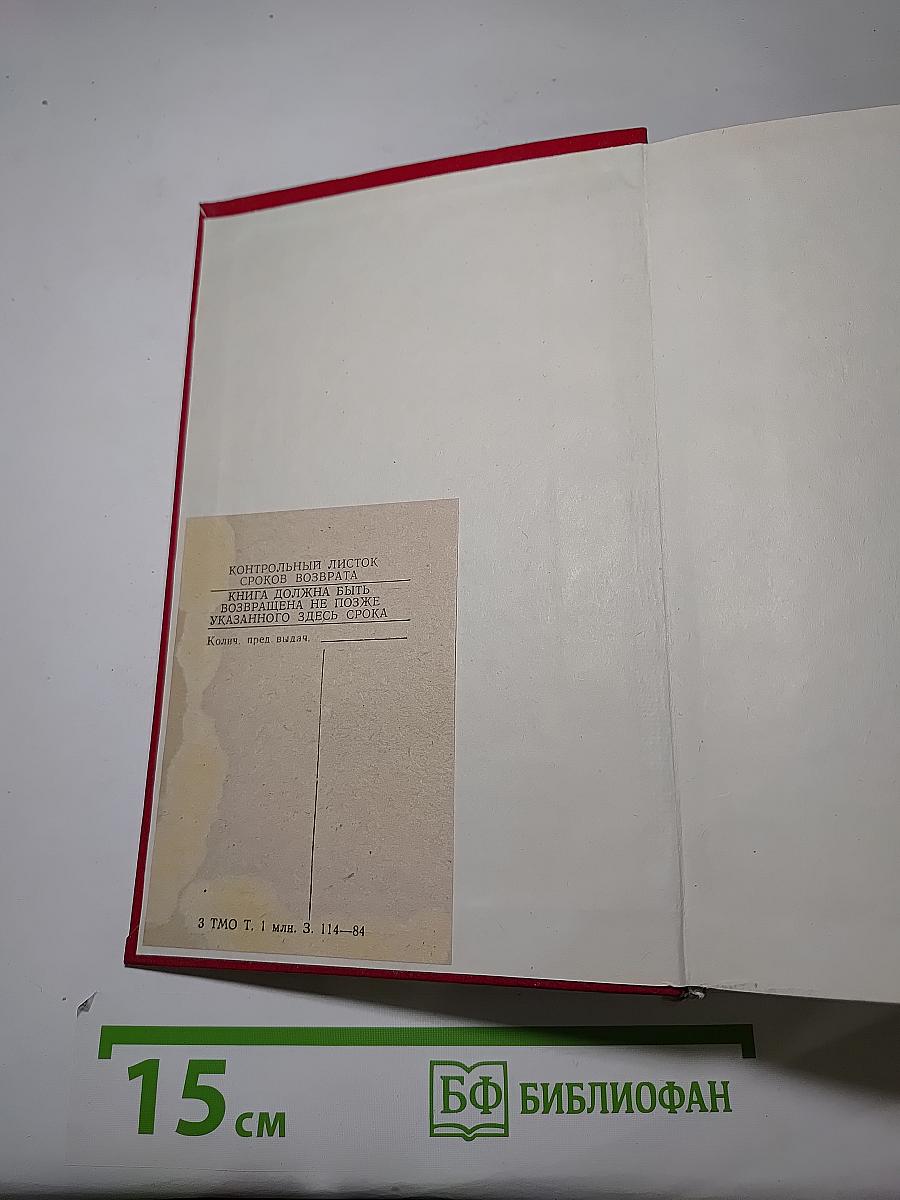 КОНТРОЛЬНЫЙ ЛИСТОК
СРОКОВ ВОЗВРАТА
КНИГА ДОЛЖНА БЫТЬ
ВОЗВРАЩЕНА НЕ ПОЗЖЕ
УКАЗАННОГО ЗДЕСЬ СРОКА
Колич. пред. выдач.
3 ТМО Т. 1 млн. З. 114—84
15 см
БФ БИБЛИОФАН